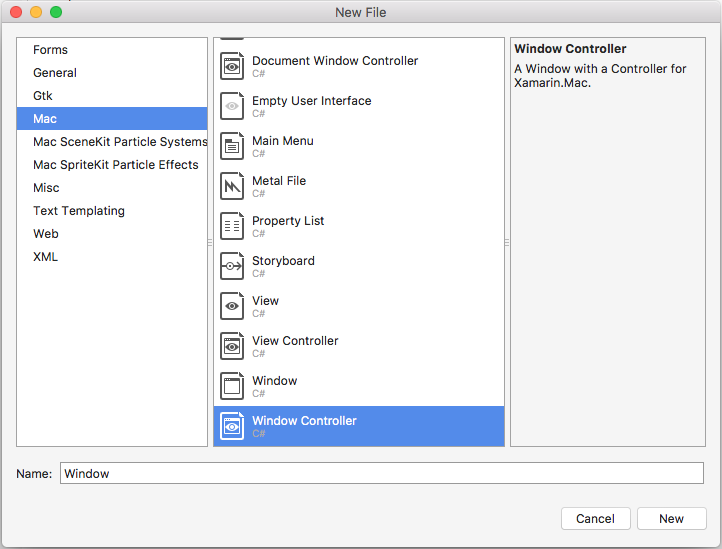 New File
Forms
General
Gtk
Mac
Mac SceneKit Particle Systems
Mac SpriteKit Particle Effects
Misc
Text Templating
Web
XML
Document Window Controller
C#
Empty User Interface
C#
Main Menu
C#
Metal File
C#
Property List
C#
Storyboard
C#
View
C#
View Controller
C#
Window
C#
Window Controller
C#
Window Controller
A Window with a Controller for
Xamarin.Mac.
Name: Window
Cancel New